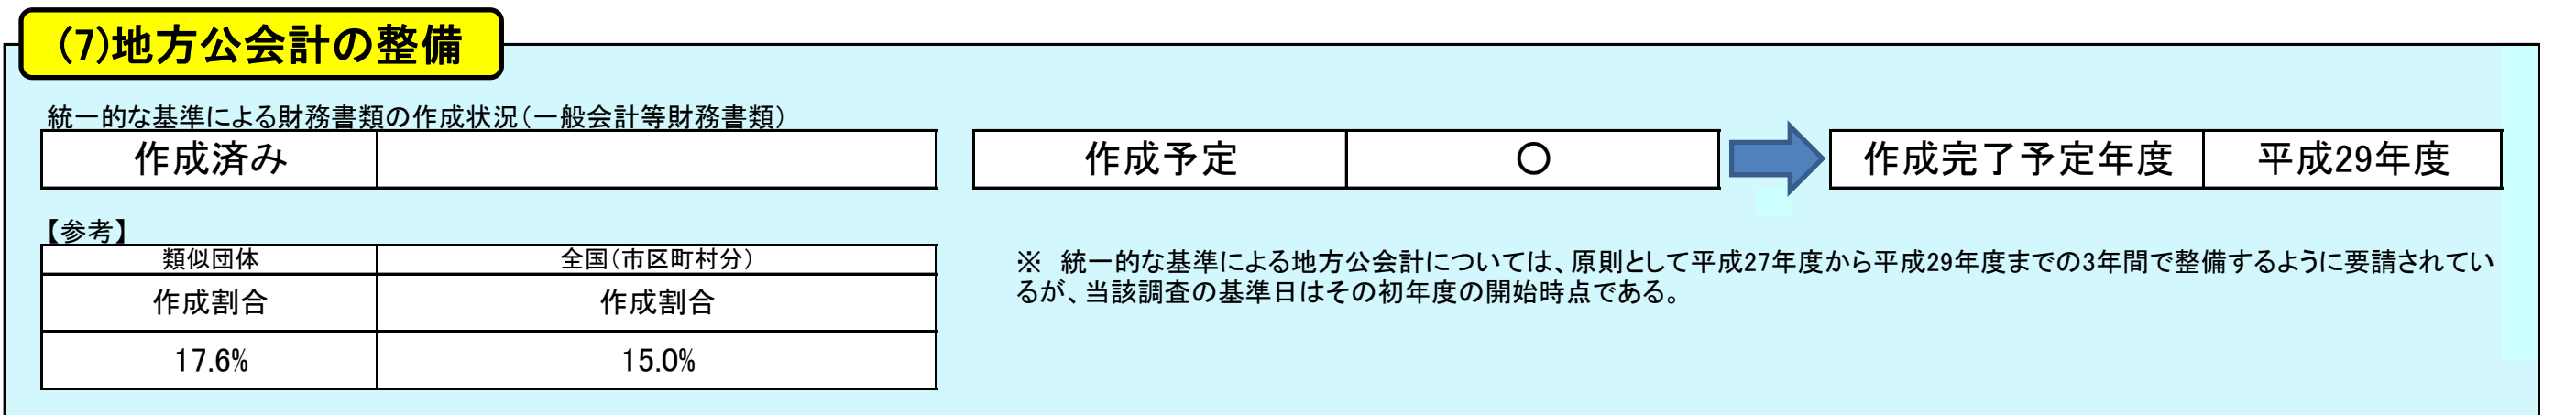 (7)地方公会計の整備
統一的な基準による財務書類の作成状況（一般会計等財務書類）
作成済み
作成予定 〇
作成完了予定年度 平成29年度
【参考】
類似団体 全国（市区町村分）
作成割合 作成割合
17.6% 15.0%
※ 統一的な基準による地方公会計については、原則として平成27年度から平成29年度までの3年間で整備するように要請されてい
るが、当該調査の基準日はその初年度の開始時点である。